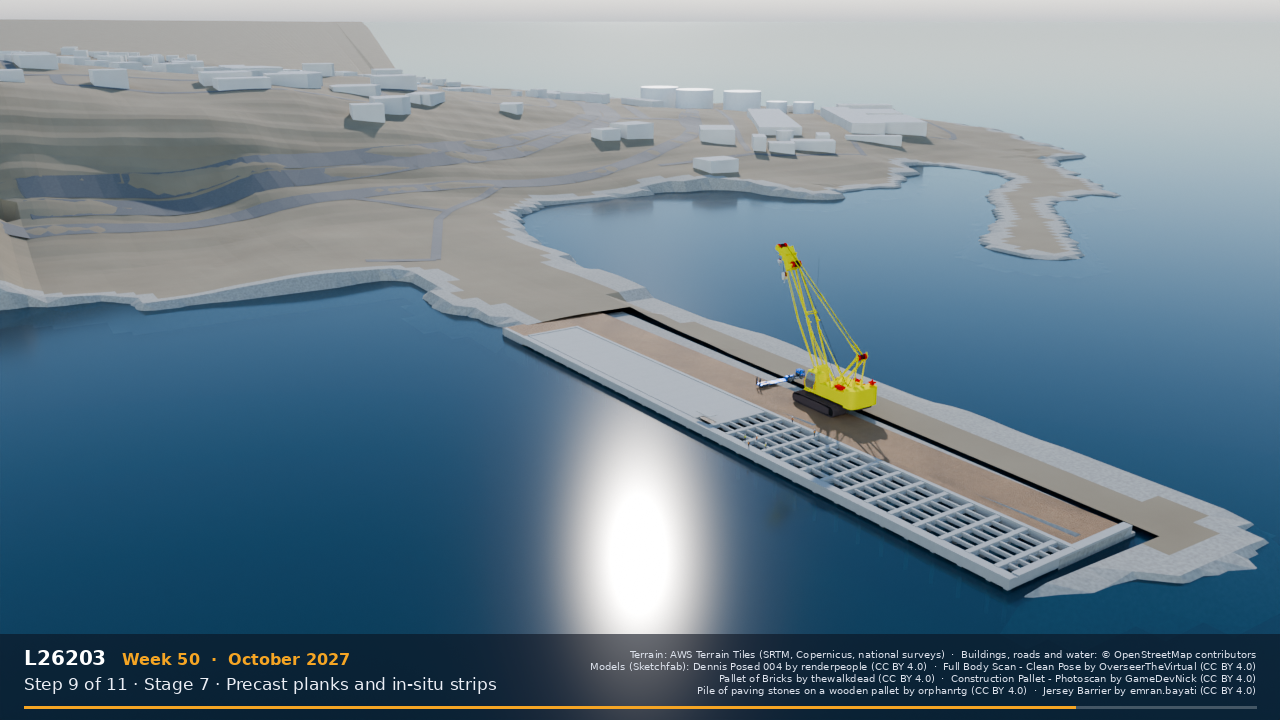 L26203 Week 50 · October 2027
Step 9 of 11 · Stage 7 · Precast planks and in-situ strips
Terrain: AWS Terrain Tiles (SRTM, Copernicus, national surveys) · Buildings, roads and water: © OpenStreetMap contributors
Models (Sketchfab): Dennis Posed 004 by renderpeople (CC BY 4.0) · Full Body Scan - Clean Pose by OverseerTheVirtual (CC BY 4.0)
Pallet of Bricks by thewalkdead (CC BY 4.0) · Construction Pallet - Photoscan by GameDevNick (CC BY 4.0)
Pile of paving stones on a wooden pallet by orphanrtg (CC BY 4.0) · Jersey Barrier by emran.bayati (CC BY 4.0)